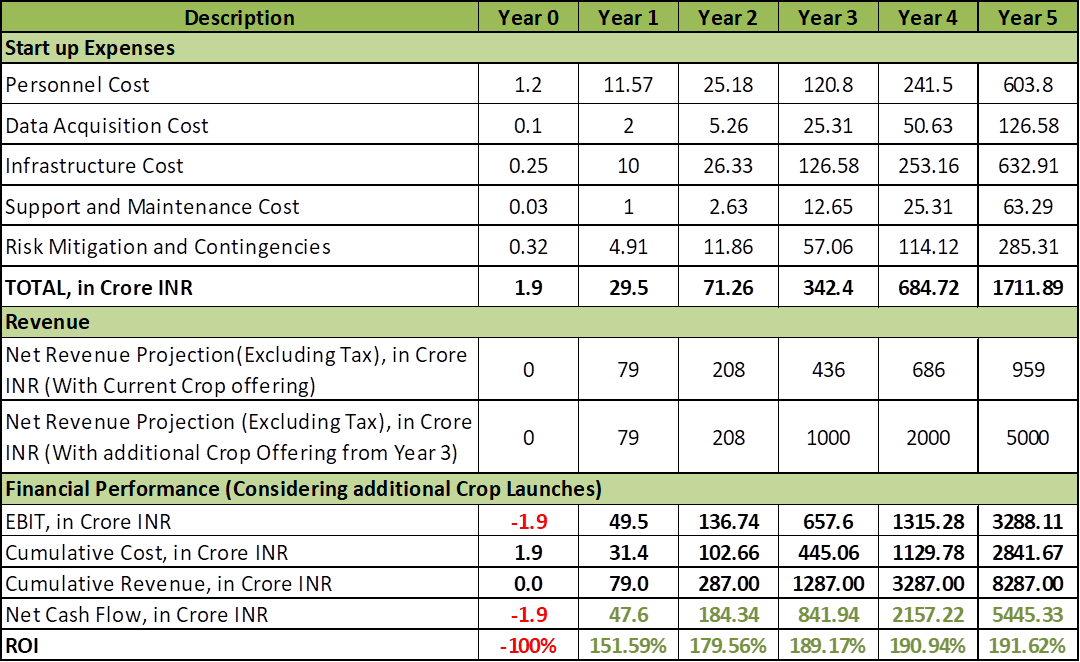 Description Year 0 Year 1 Year 2 Year 3 Year 4 Year 5
Start up Expenses
Personnel Cost 1.2 11.57 25.18 120.8 241.5 603.8
Data Acquisition Cost 0.1 2 5.26 25.31 50.63 126.58
Infrastructure Cost 0.25 10 26.33 126.58 253.16 632.91
Support and Maintenance Cost 0.03 1 2.63 12.65 25.31 63.29
Risk Mitigation and Contingencies 0.32 4.91 11.86 57.06 114.12 285.31
TOTAL, in Crore INR 1.9 29.5 71.26 342.4 684.72 1711.89
Revenue
Net Revenue Projection(Excluding Tax), in Crore
INR (With Current Crop offering) 0 79 208 436 686 959
Net Revenue Projection (Excluding Tax), in Crore
INR (With additional Crop Offering from Year 3) 0 79 208 1000 2000 5000
Financial Performance (Considering additional Crop Launches)
EBIT, in Crore INR -1.9 49.5 136.74 657.6 1315.28 3288.11
Cumulative Cost, in Crore INR 1.9 31.4 102.66 445.06 1129.78 2841.67
Cumulative Revenue, in Crore INR 0.0 79.0 287.00 1287.00 3287.00 8287.00
Net Cash Flow, in Crore INR -1.9 47.6 184.34 841.94 2157.22 5445.33
ROI -100% 151.59% 179.56% 189.17% 190.94% 191.62%